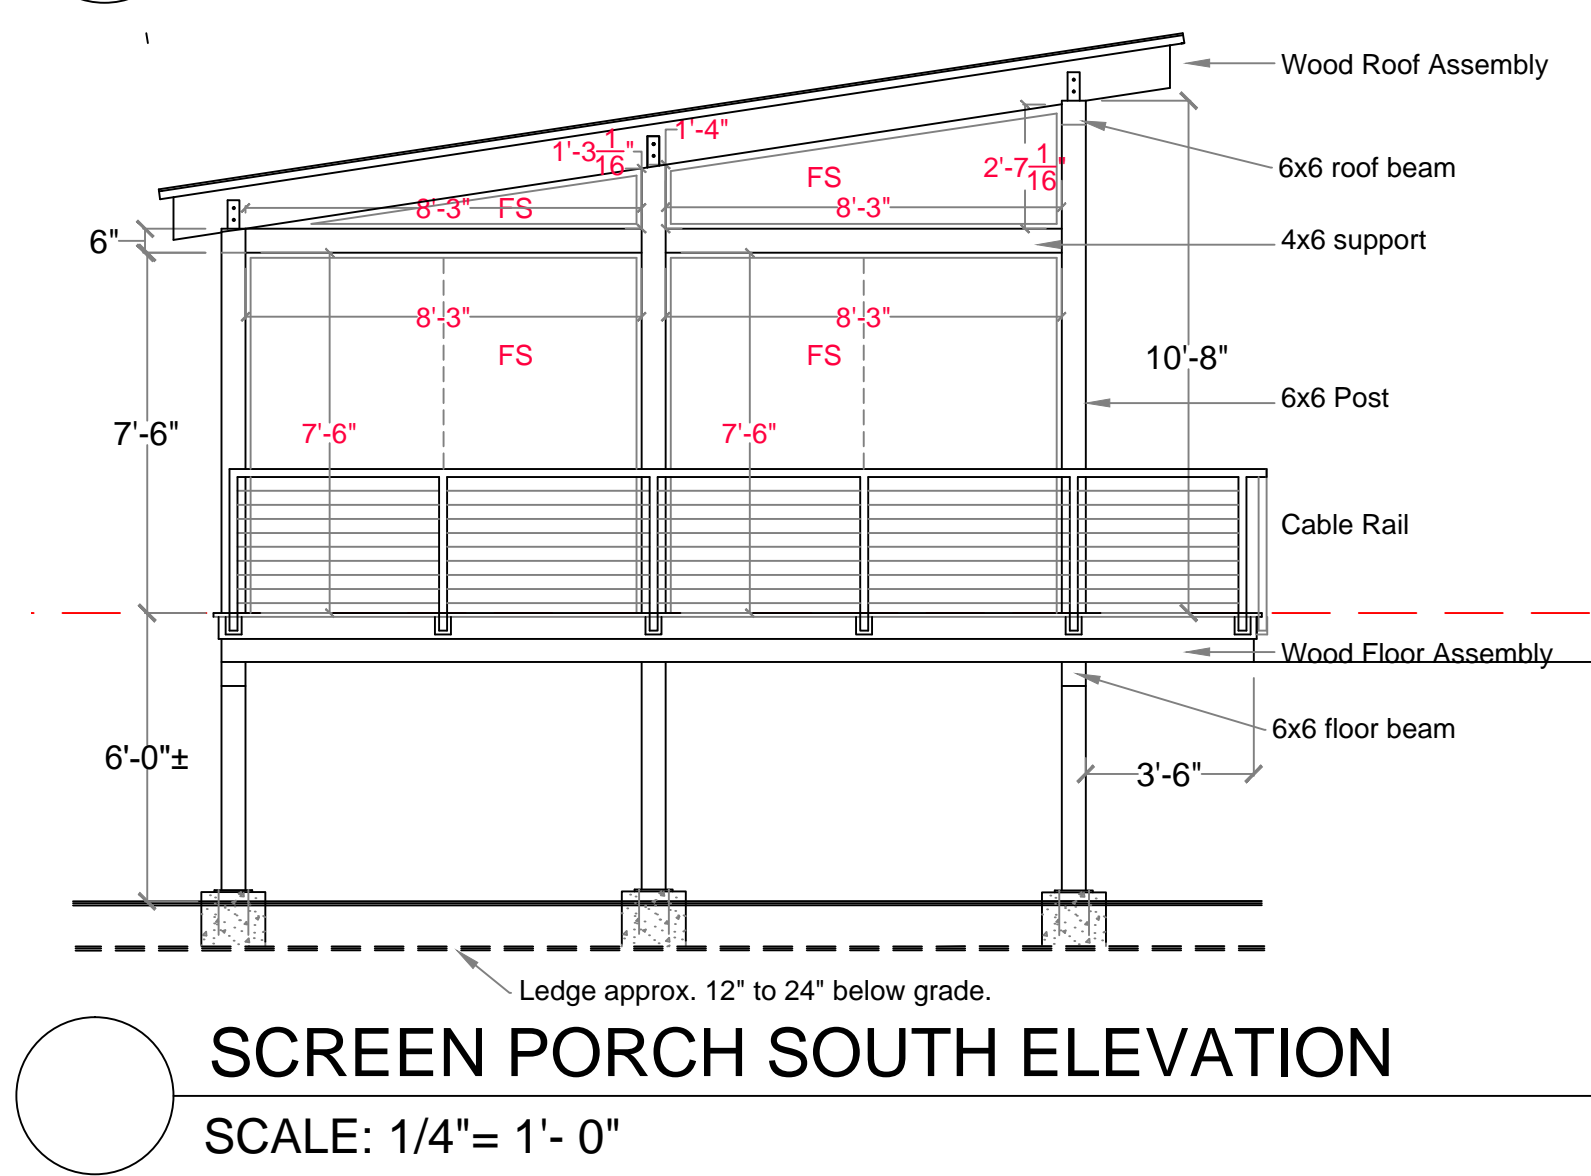 Wood Roof Assembly
1'-4"
1'-3 1/16"
FS
2'-7 1/16"
6x6 roof beam
8'-3" FS
8'-3"
6"
4x6 support
8'-3"
8'-3"
FS
FS
10'-8"
6x6 Post
7'-6"
7'-6"
7'-6"
Cable Rail
Wood Floor Assembly
6x6 floor beam
6'-0"±
3'-6"
Ledge approx. 12" to 24" below grade.
SCREEN PORCH SOUTH ELEVATION
SCALE: 1/4"= 1'- 0"